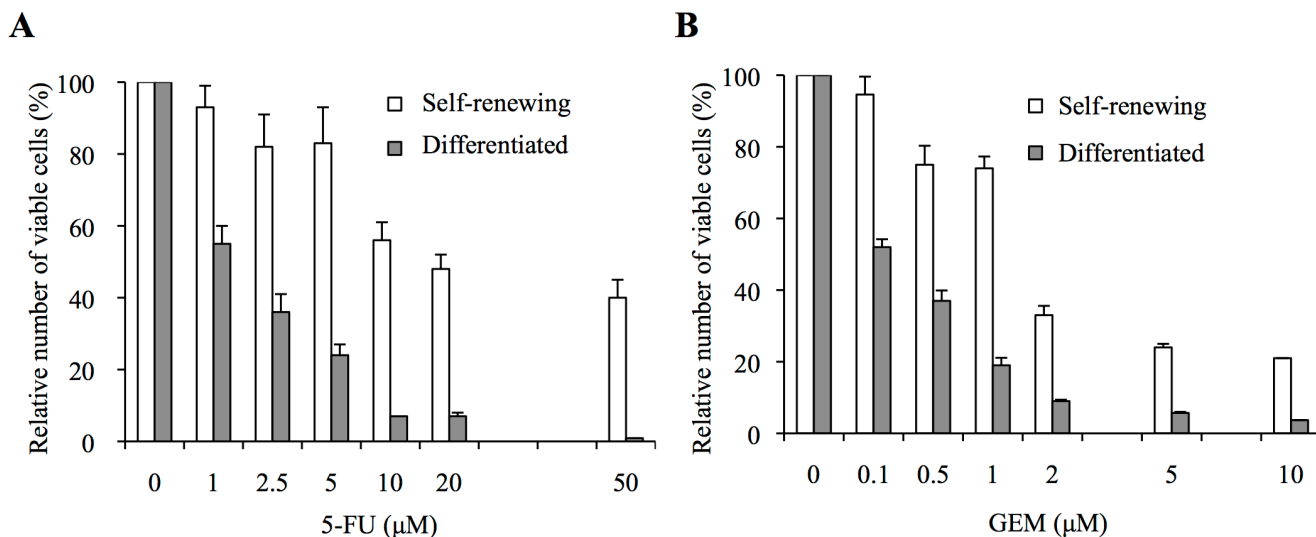 A
Relative number of viable cells (%)
100
80
60
40
20
0
Self-renewing
Differentiated
0 1 2.5 5 10 20 50
5-FU (μM)
B
Relative number of viable cells (%)
100
80
60
40
20
0
Self-renewing
Differentiated
0 0.1 0.5 1 2 5 10
GEM (μM)